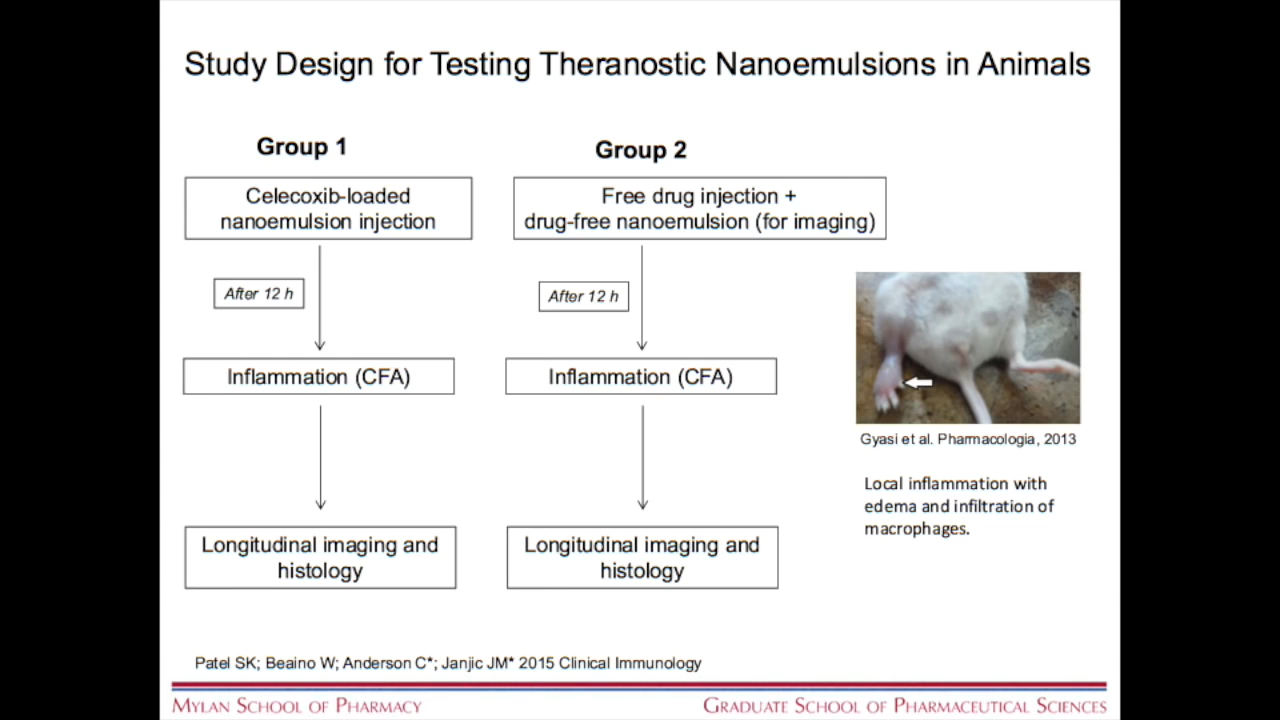 Study Design for Testing Theranostic Nanoemulsions in Animals
Group 1
Celecoxib-loaded
nanoemulsion injection
After 12 h
Inflammation (CFA)
Longitudinal imaging and
histology
Group 2
Free drug injection +
drug-free nanoemulsion (for imaging)
After 12 h
Inflammation (CFA)
Longitudinal imaging and
histology
Gyasi et al. Pharmacologia, 2013
Local inflammation with
edema and infiltration of
macrophages.
Patel SK; Beaino W; Anderson C*; Janjic JM* 2015 Clinical Immunology
MYLAN SCHOOL OF PHARMACY
GRADUATE SCHOOL OF PHARMACEUTICAL SCIENCES